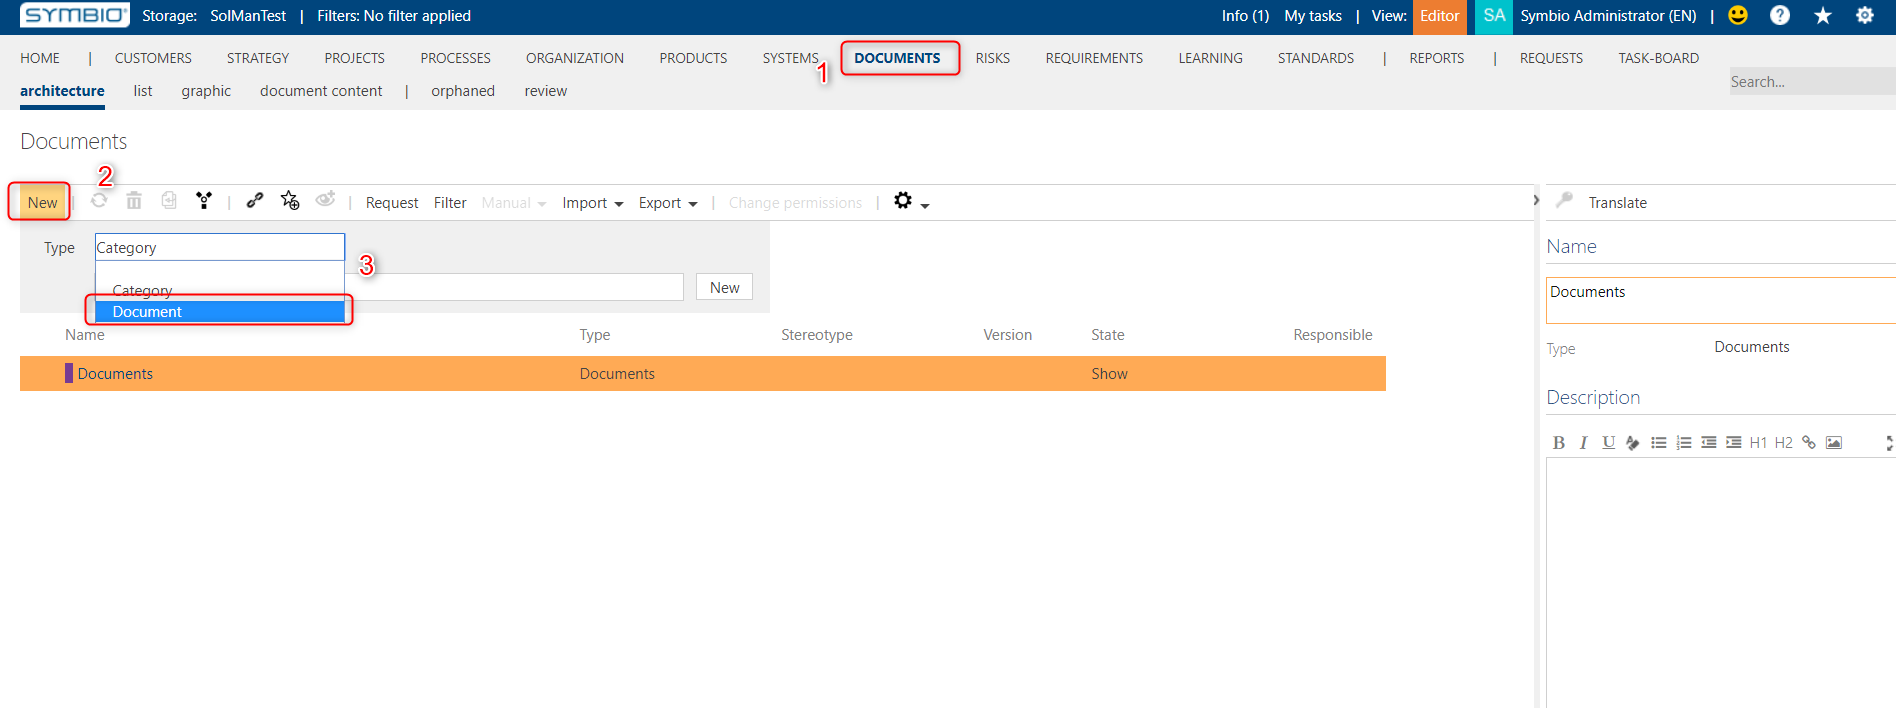 SYMBIO Storage: SolManTest | Filters: No filter applied Info (1) My tasks | View: Editor SA Symbio Administrator (EN) | ?
HOME | CUSTOMERS STRATEGY PROJECTS PROCESSES ORGANIZATION PRODUCTS SYSTEMS 1 DOCUMENTS RISKS REQUIREMENTS LEARNING STANDARDS | REPORTS | REQUESTS TASK-BOARD
architecture list graphic document content | orphaned review Search...
Documents
2
New | | | Request Filter Manual Import Export | Change permissions | Translate
Type Category
Name
3
Category
New
Documents
Document
Name Type Stereotype Version State Responsible
Type Documents
Documents Documents Show
Description
B I U H1 H2